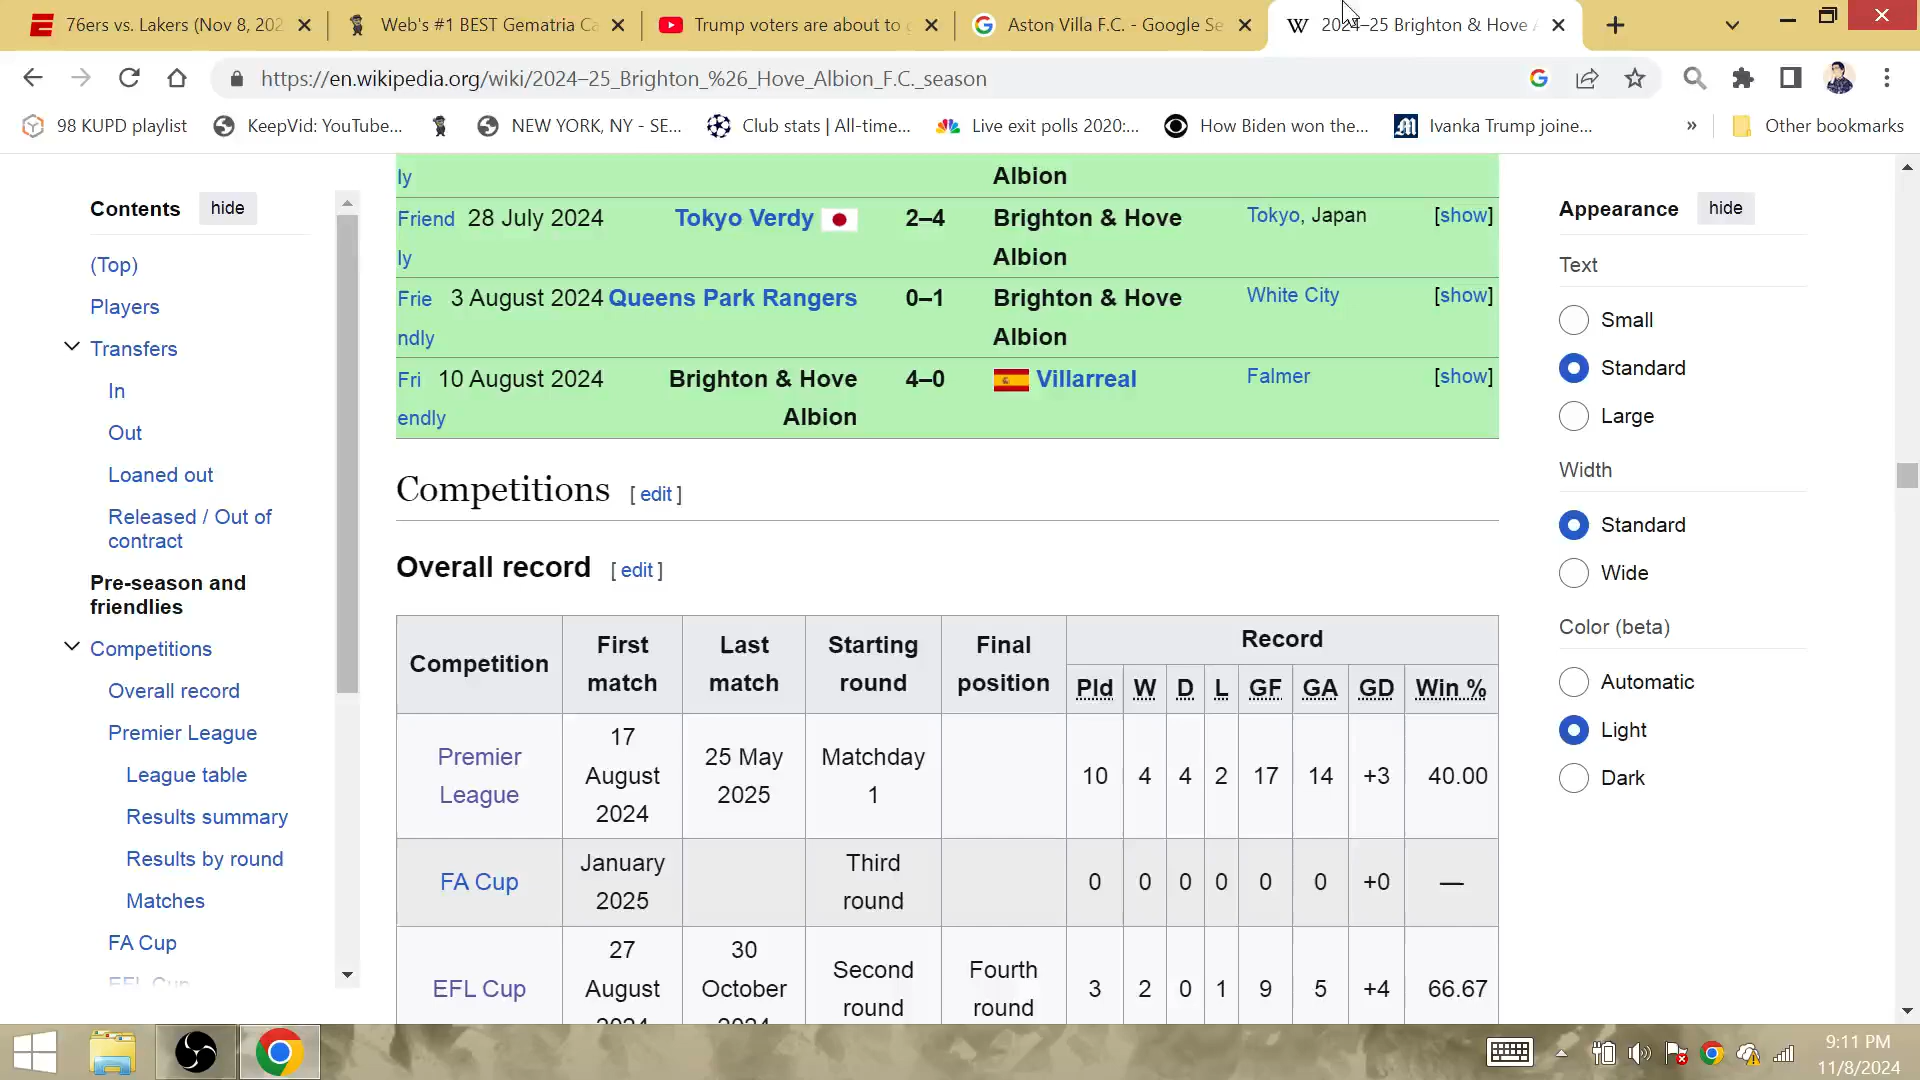 76ers vs. Lakers (Nov 8, 202
Web's #1 BEST Gematria Ca
Trump voters are about to g
Aston Villa F.C. - Google Se
2024–25 Brighton & Hove A
https://en.wikipedia.org/wiki/2024–25_Brighton_%26_Hove_Albion_F.C._season
98 KUPD playlist
KeepVid: YouTube...
NEW YORK, NY - SE...
Club stats | All-time...
Live exit polls 2020:...
How Biden won the...
Ivanka Trump joine...
»
Other bookmarks
Contents
hide
(Top)
Players
Transfers
In
Out
Loaned out
Released / Out of
contract
Pre-season and
friendlies
Competitions
Overall record
Premier League
League table
Results summary
Results by round
Matches
FA Cup
EFL Cup
ly Albion
Friend 28 July 2024 Tokyo Verdy 2–4 Brighton & Hove Tokyo, Japan [show]
ly Albion
Frie 3 August 2024 Queens Park Rangers 0–1 Brighton & Hove White City [show]
ndly Albion
Fri 10 August 2024 Brighton & Hove 4–0 Villarreal Falmer [show]
endly Albion
Competitions [ edit ]
Overall record [ edit ]
Competition
First
match
Last
match
Starting
round
Final
position
Record
Pld W D L GF GA GD Win %
Premier
League
17
August
2024
25 May
2025
Matchday
1
10 4 4 2 17 14 +3 40.00
FA Cup
January
2025
Third
round
0 0 0 0 0 0 +0 —
EFL Cup
27
August
2024
30
October
2024
Second
round
Fourth
round
3 2 0 1 9 5 +4 66.67
Appearance
hide
Text
Small
Standard
Large
Width
Standard
Wide
Color (beta)
Automatic
Light
Dark
9:11 PM
11/8/2024